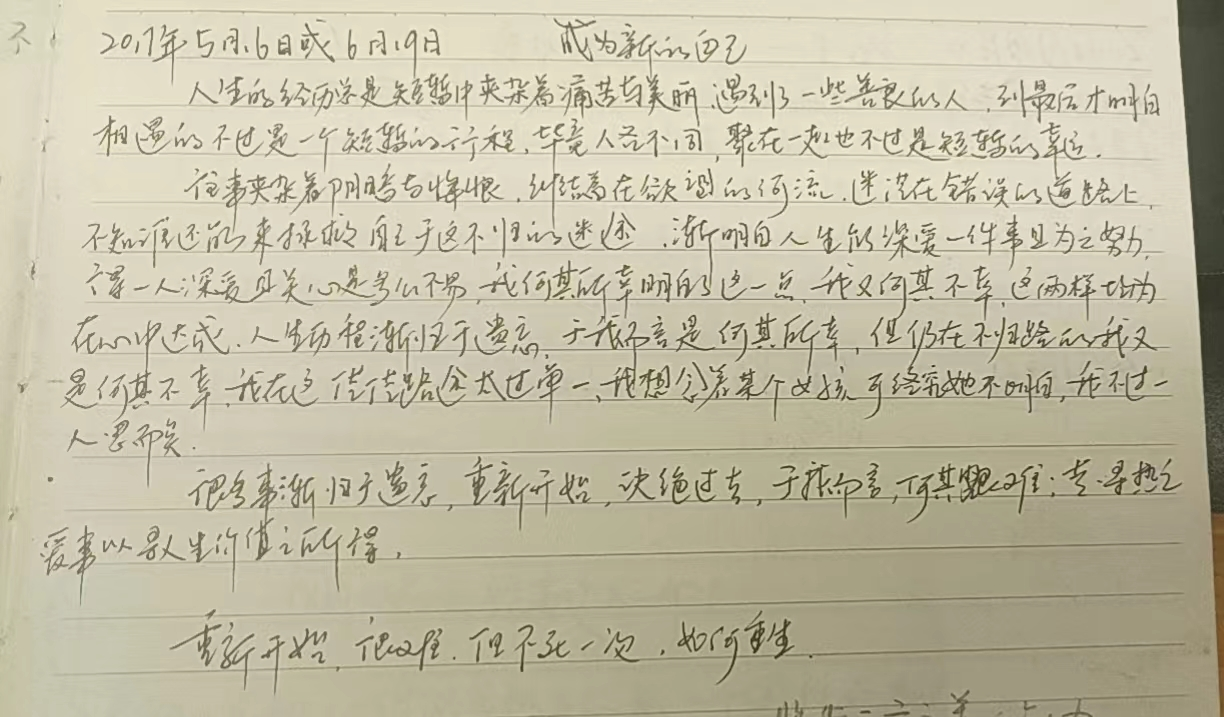 2017年5月16日或6月19日 成为新的自己
人生的经历总是短暂中夹杂着痛苦与美丽，遇到了一些善良的人，到最后才明白
相遇的不过是一个短暂的行程，毕竟人各不同，聚在一起也不过是短暂的幸运。
往事夹杂着阴暗与悔恨，纠结在欲望的河流，迷茫在错误的道路上，
不知谁还能来拯救自己于这不归的迷途，渐明白人生能深爱一件事且为之努力，
得一人深爱且关心是多么不易，我何其所幸明白了这一点，我又何其不幸，这两样均为
在心中达成，人生历程渐归于遗忘，于我而言是何其所幸，但仍在不归路的我又
是何其不幸，我在这信任路途太过单一，我想念着某个女孩，可终究她不明白，我不过一
人思而矣。
很多事渐归于遗忘，重新开始，决绝过去，于我而言，何其艰难；去寻热之
爱事以寻人生价值之所得。
重新开始，很难，但不死一次，如何重生。